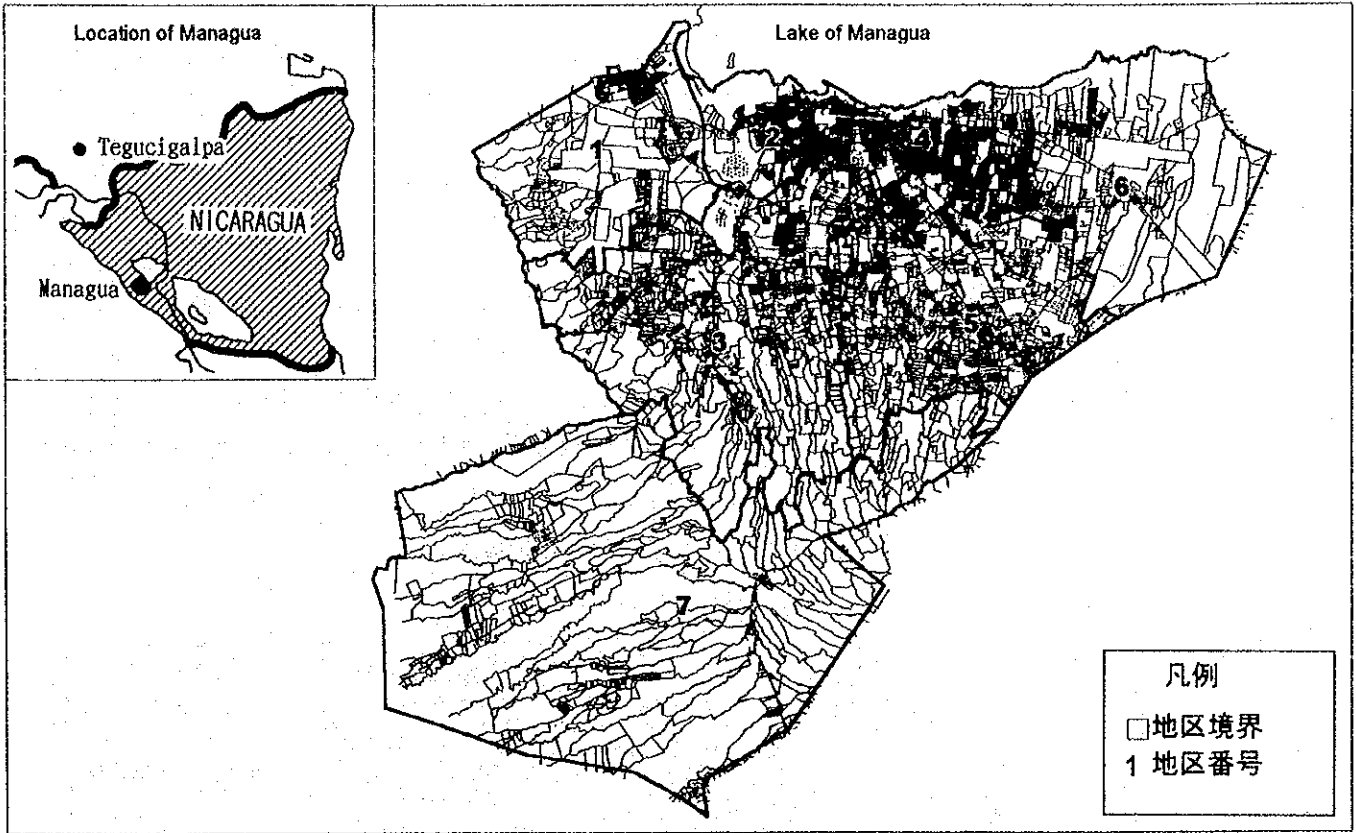 Location of Managua
Lake of Managua
Tegucigalpa
NICARAGUA
Managua
1
2
4
6
5
3
7
凡例
地区境界
1 地区番号